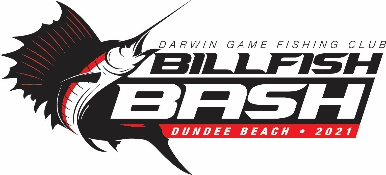 DARWIN GAME FISHING CLUB
BILLFISH
BASH
DUNDEE BEACH • 2021